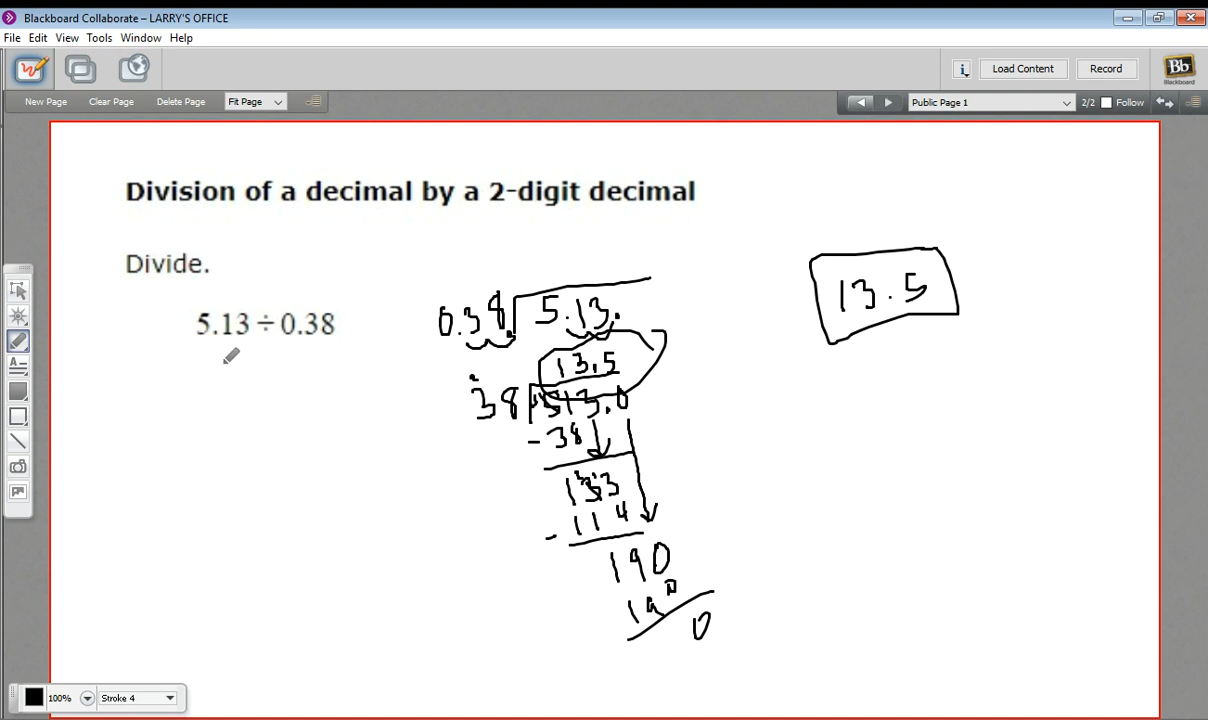 Blackboard Collaborate – LARRY'S OFFICE
File Edit View Tools Window Help
i Load Content Record Bb Blackboard
New Page Clear Page Delete Page Fit Page Public Page 1 2/2 Follow
Division of a decimal by a 2-digit decimal
Divide.
5.13 ÷ 0.38
0.38 5.13.
13.5
13.5
38 513.0
- 38
133
- 114
190
190
0
100% Stroke 4